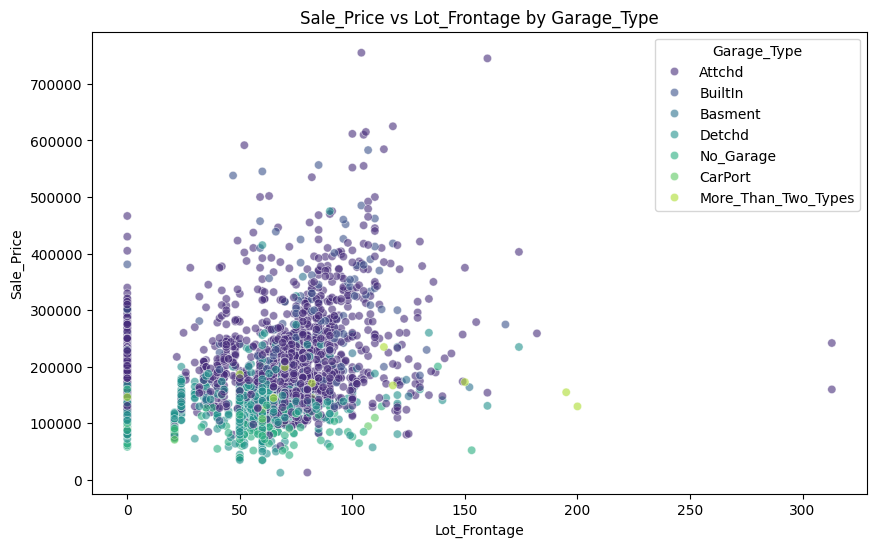 Sale_Price vs Lot_Frontage by Garage_Type
Garage_Type
Attchd
BuiltIn
Basment
Detchd
No_Garage
CarPort
More_Than_Two_Types
700000
600000
500000
400000
300000
200000
100000
0
Sale_Price
0 50 100 150 200 250 300
Lot_Frontage